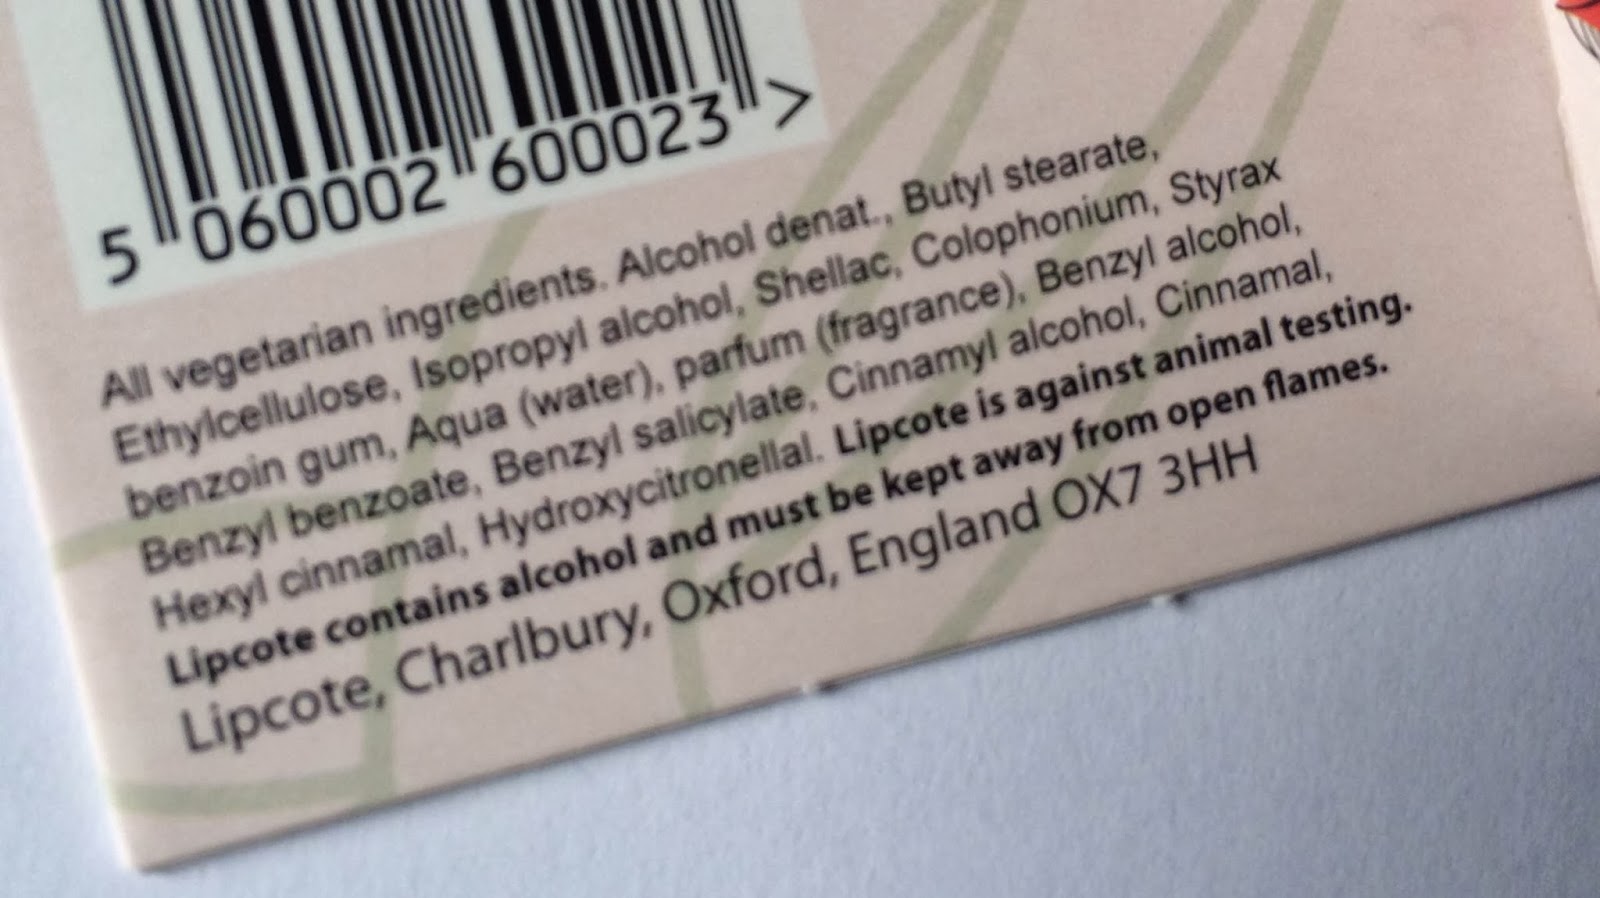 5 060002 600023 >
All vegetarian ingredients. Alcohol denat., Butyl stearate,
Ethylcellulose, Isopropyl alcohol, Shellac, Colophonium, Styrax
benzoin gum, Aqua (water), parfum (fragrance), Benzyl alcohol,
Benzyl benzoate, Benzyl salicylate, Cinnamyl alcohol, Cinnamal,
Hexyl cinnamal, Hydroxycitronellal. Lipcote is against animal testing.
Lipcote contains alcohol and must be kept away from open flames.
Lipcote, Charlbury, Oxford, England OX7 3HH